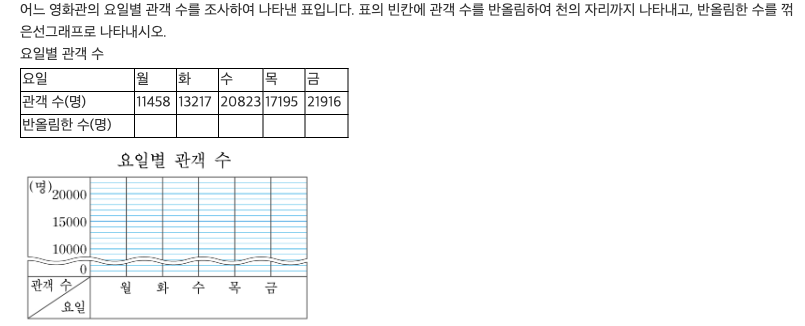 어느 영화관의 요일별 관객 수를 조사하여 나타낸 표입니다. 표의 빈칸에 관객 수를 반올림하여 천의 자리까지 나타내고, 반올림한 수를 꺾
은선그래프로 나타내시오.
요일별 관객 수
요일 월 화 수 목 금
관객 수(명) 11458 13217 20823 17195 21916
반올림한 수(명)
요일별 관객 수
(명)
20000
15000
10000
0
관객 수 월 화 수 목 금
요일